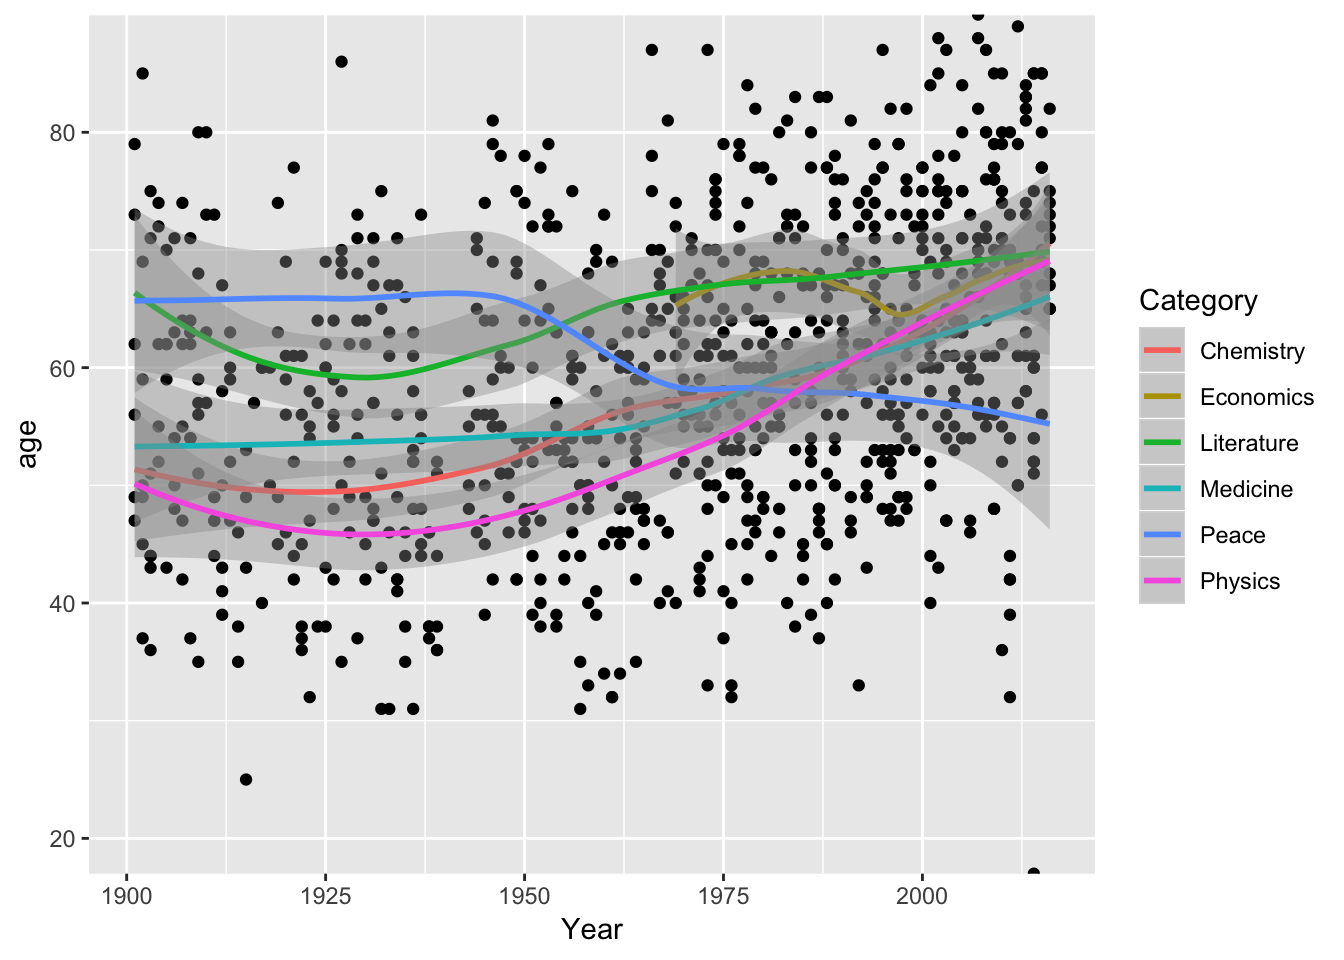 80
60
40
20
age
1900
1925
1950
1975
2000
Year
Category
Chemistry
Economics
Literature
Medicine
Peace
Physics